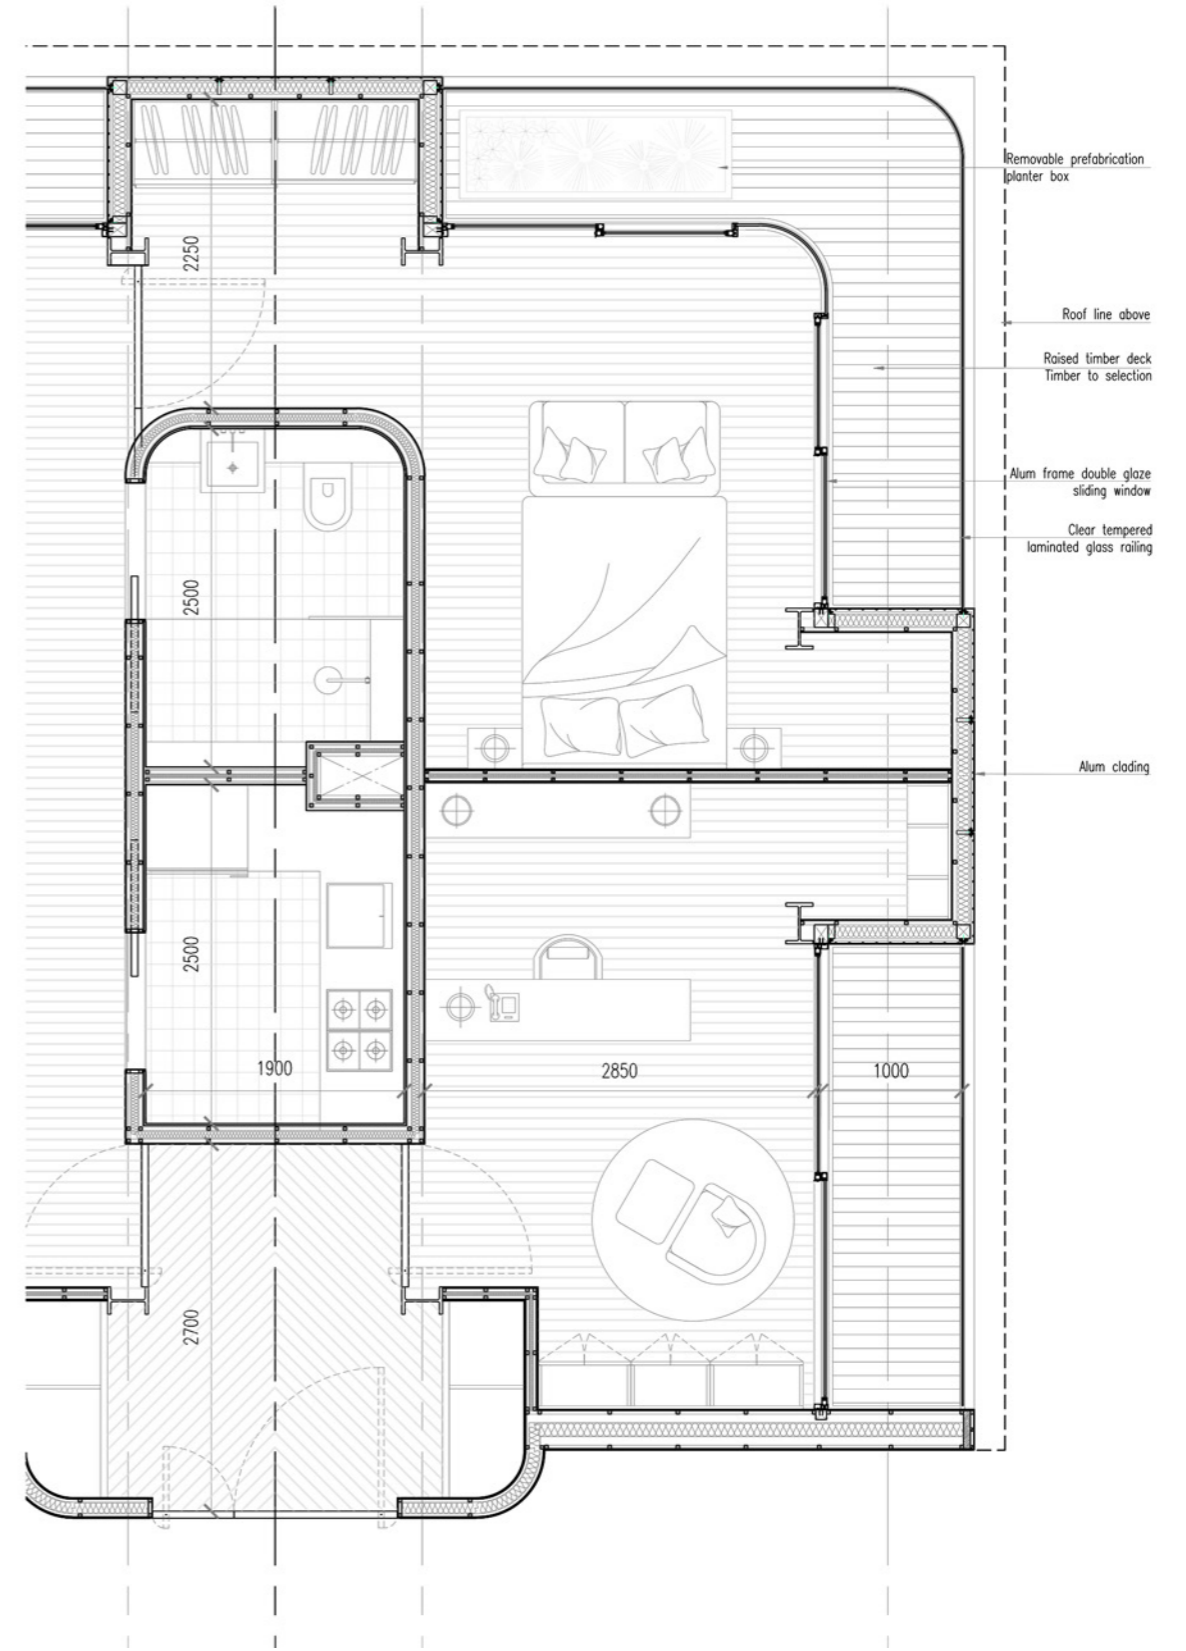 Removable prefabrication
planter box
2250
Roof line above
Raised timber deck
Timber to selection
Alum frame double glaze
sliding window
Clear tempered
laminated glass railing
2500
Alum clading
2500
1900
2850
1000
2700